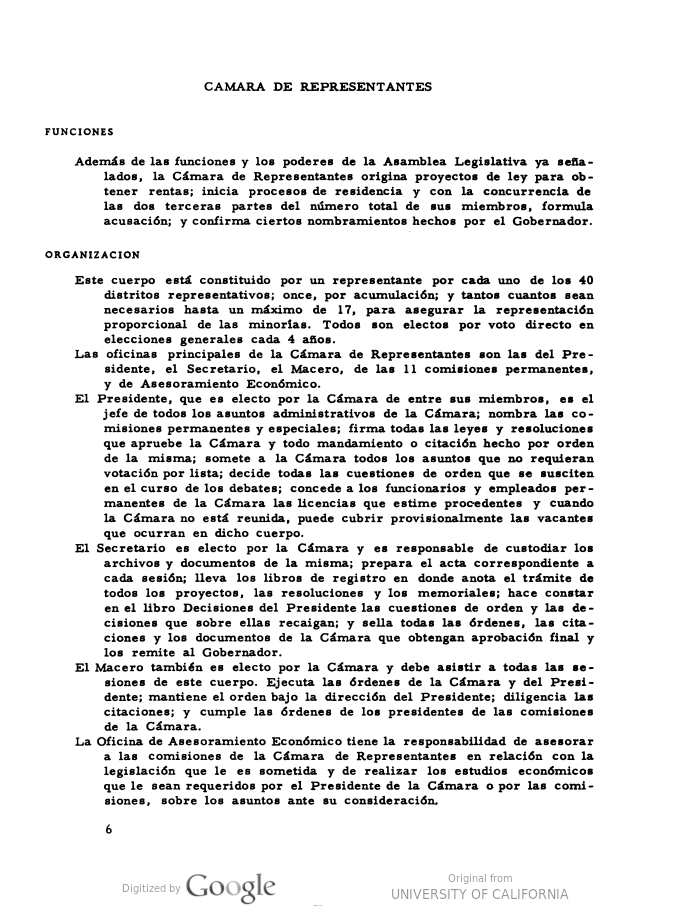 CAMARA DE REPRESENTANTES
FUNCIONES
Además de las funciones y los poderes de la Asamblea Legislativa ya seña-
lados, la Cámara de Representantes origina proyectos de ley para ob-
tener rentas; inicia procesos de residencia y con la concurrencia de
las dos terceras partes del número total de sus miembros, formula
acusación; y confirma ciertos nombramientos hechos por el Gobernador.
ORGANIZACION
Este cuerpo está constituido por un representante por cada uno de los 40
distritos representativos; once, por acumulación; y tantos cuantos sean
necesarios hasta un máximo de 17, para asegurar la representación
proporcional de las minorías. Todos son electos por voto directo en
elecciones generales cada 4 años.
Las oficinas principales de la Cámara de Representantes son las del Pre-
sidente, el Secretario, el Macero, de las 11 comisiones permanentes,
y de Asesoramiento Económico.
El Presidente, que es electo por la Cámara de entre sus miembros, es el
jefe de todos los asuntos administrativos de la Cámara; nombra las co-
misiones permanentes y especiales; firma todas las leyes y resoluciones
que apruebe la Cámara y todo mandamiento o citación hecho por orden
de la misma; somete a la Cámara todos los asuntos que no requieran
votación por lista; decide todas las cuestiones de orden que se susciten
en el curso de los debates; concede a los funcionarios y empleados per-
manentes de la Cámara las licencias que estime procedentes y cuando
la Cámara no está reunida, puede cubrir provisionalmente las vacantes
que ocurran en dicho cuerpo.
El Secretario es electo por la Cámara y es responsable de custodiar los
archivos y documentos de la misma; prepara el acta correspondiente a
cada sesión; lleva los libros de registro en donde anota el trámite de
todos los proyectos, las resoluciones y los memoriales; hace constar
en el libro Decisiones del Presidente las cuestiones de orden y las de-
cisiones que sobre ellas recaigan; y sella todas las órdenes, las cita-
ciones y los documentos de la Cámara que obtengan aprobación final y
los remite al Gobernador.
El Macero también es electo por la Cámara y debe asistir a todas las se-
siones de este cuerpo. Ejecuta las órdenes de la Cámara y del Presi-
dente; mantiene el orden bajo la dirección del Presidente; diligencia las
citaciones; y cumple las órdenes de los presidentes de las comisiones
de la Cámara.
La Oficina de Asesoramiento Económico tiene la responsabilidad de asesorar
a las comisiones de la Cámara de Representantes en relación con la
legislación que le es sometida y de realizar los estudios económicos
que le sean requeridos por el Presidente de la Cámara o por las comi-
siones, sobre los asuntos ante su consideración.
6
Digitized by Google
Original from
UNIVERSITY OF CALIFORNIA